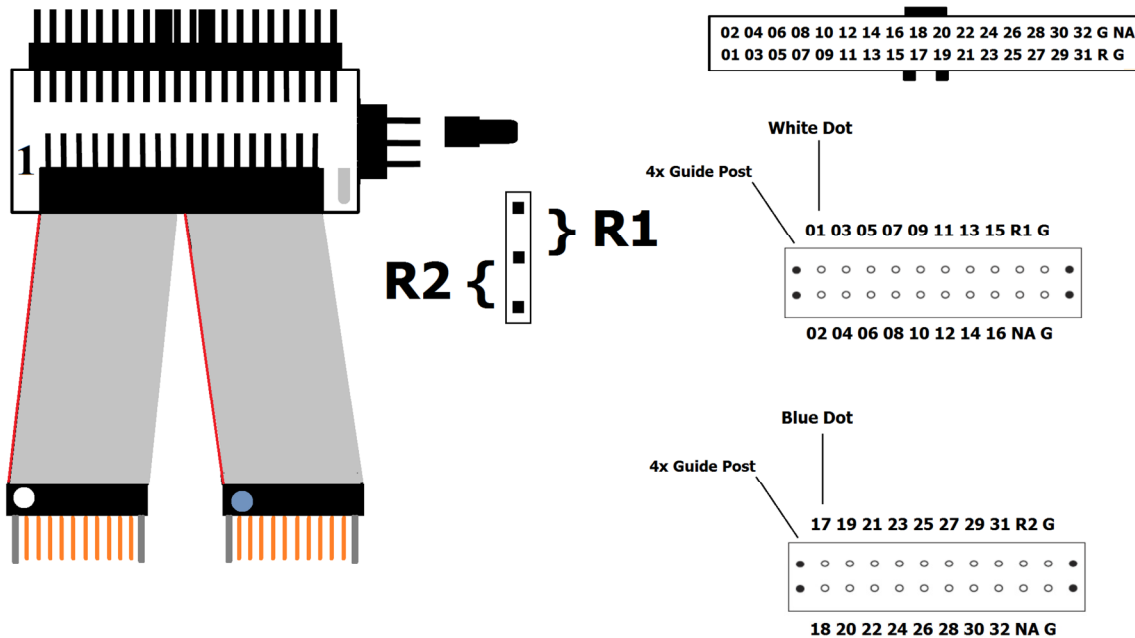 1
R1
R2 {
02 04 06 08 10 12 14 16 18 20 22 24 26 28 30 32 G NA
01 03 05 07 09 11 13 15 17 19 21 23 25 27 29 31 R G
White Dot
4x Guide Post
01 03 05 07 09 11 13 15 R1 G
02 04 06 08 10 12 14 16 NA G
Blue Dot
4x Guide Post
17 19 21 23 25 27 29 31 R2 G
18 20 22 24 26 28 30 32 NA G